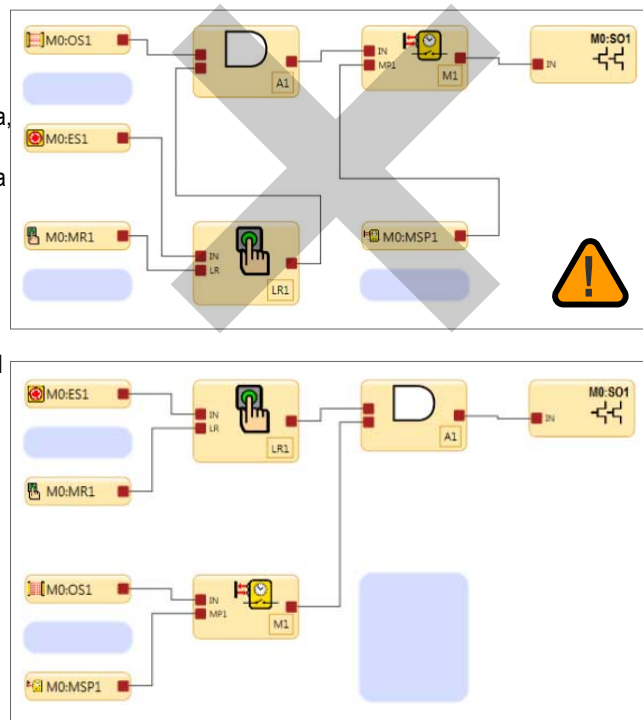 M0:OS1
A1
IN
MP1
M1
M0:SO1
IN
a,
M0:ES1
a
M0:MR1
IN
LR
LR1
M0:MSP1
!
M0:ES1
IN
LR
LR1
A1
M0:SO1
IN
M0:MR1
M0:OS1
IN
MP1
M1
M0:MSP1